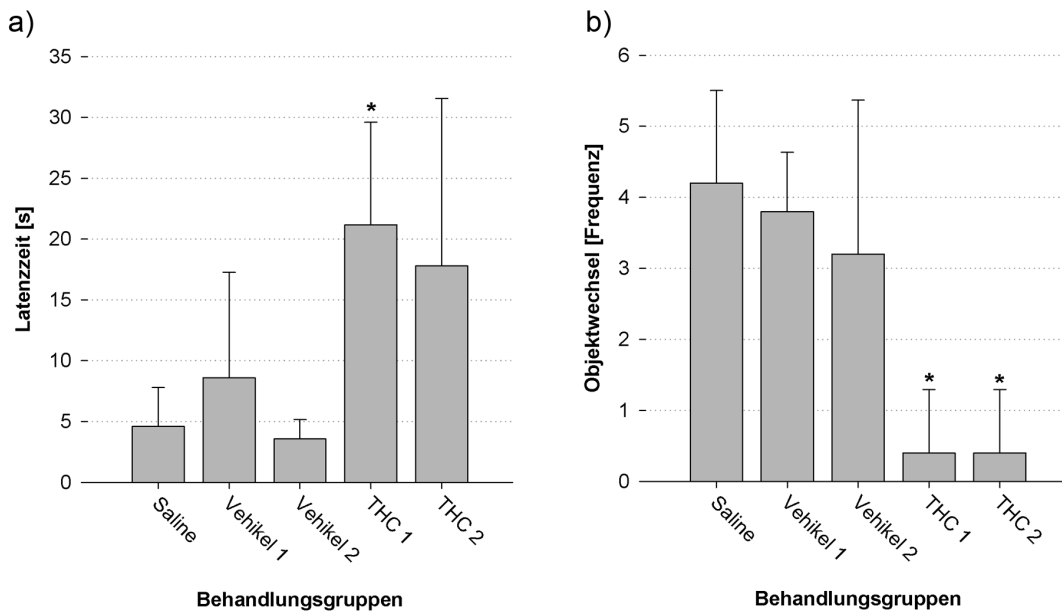 a)
Latenzzeit [s]
35
30
25
20
15
10
5
0
*
Saline
Vehikel 1
Vehikel 2
THC 1
THC 2
Behandlungsgruppen
b)
Objektwechsel [Frequenz]
6
5
4
3
2
1
0
*
*
Saline
Vehikel 1
Vehikel 2
THC 1
THC 2
Behandlungsgruppen